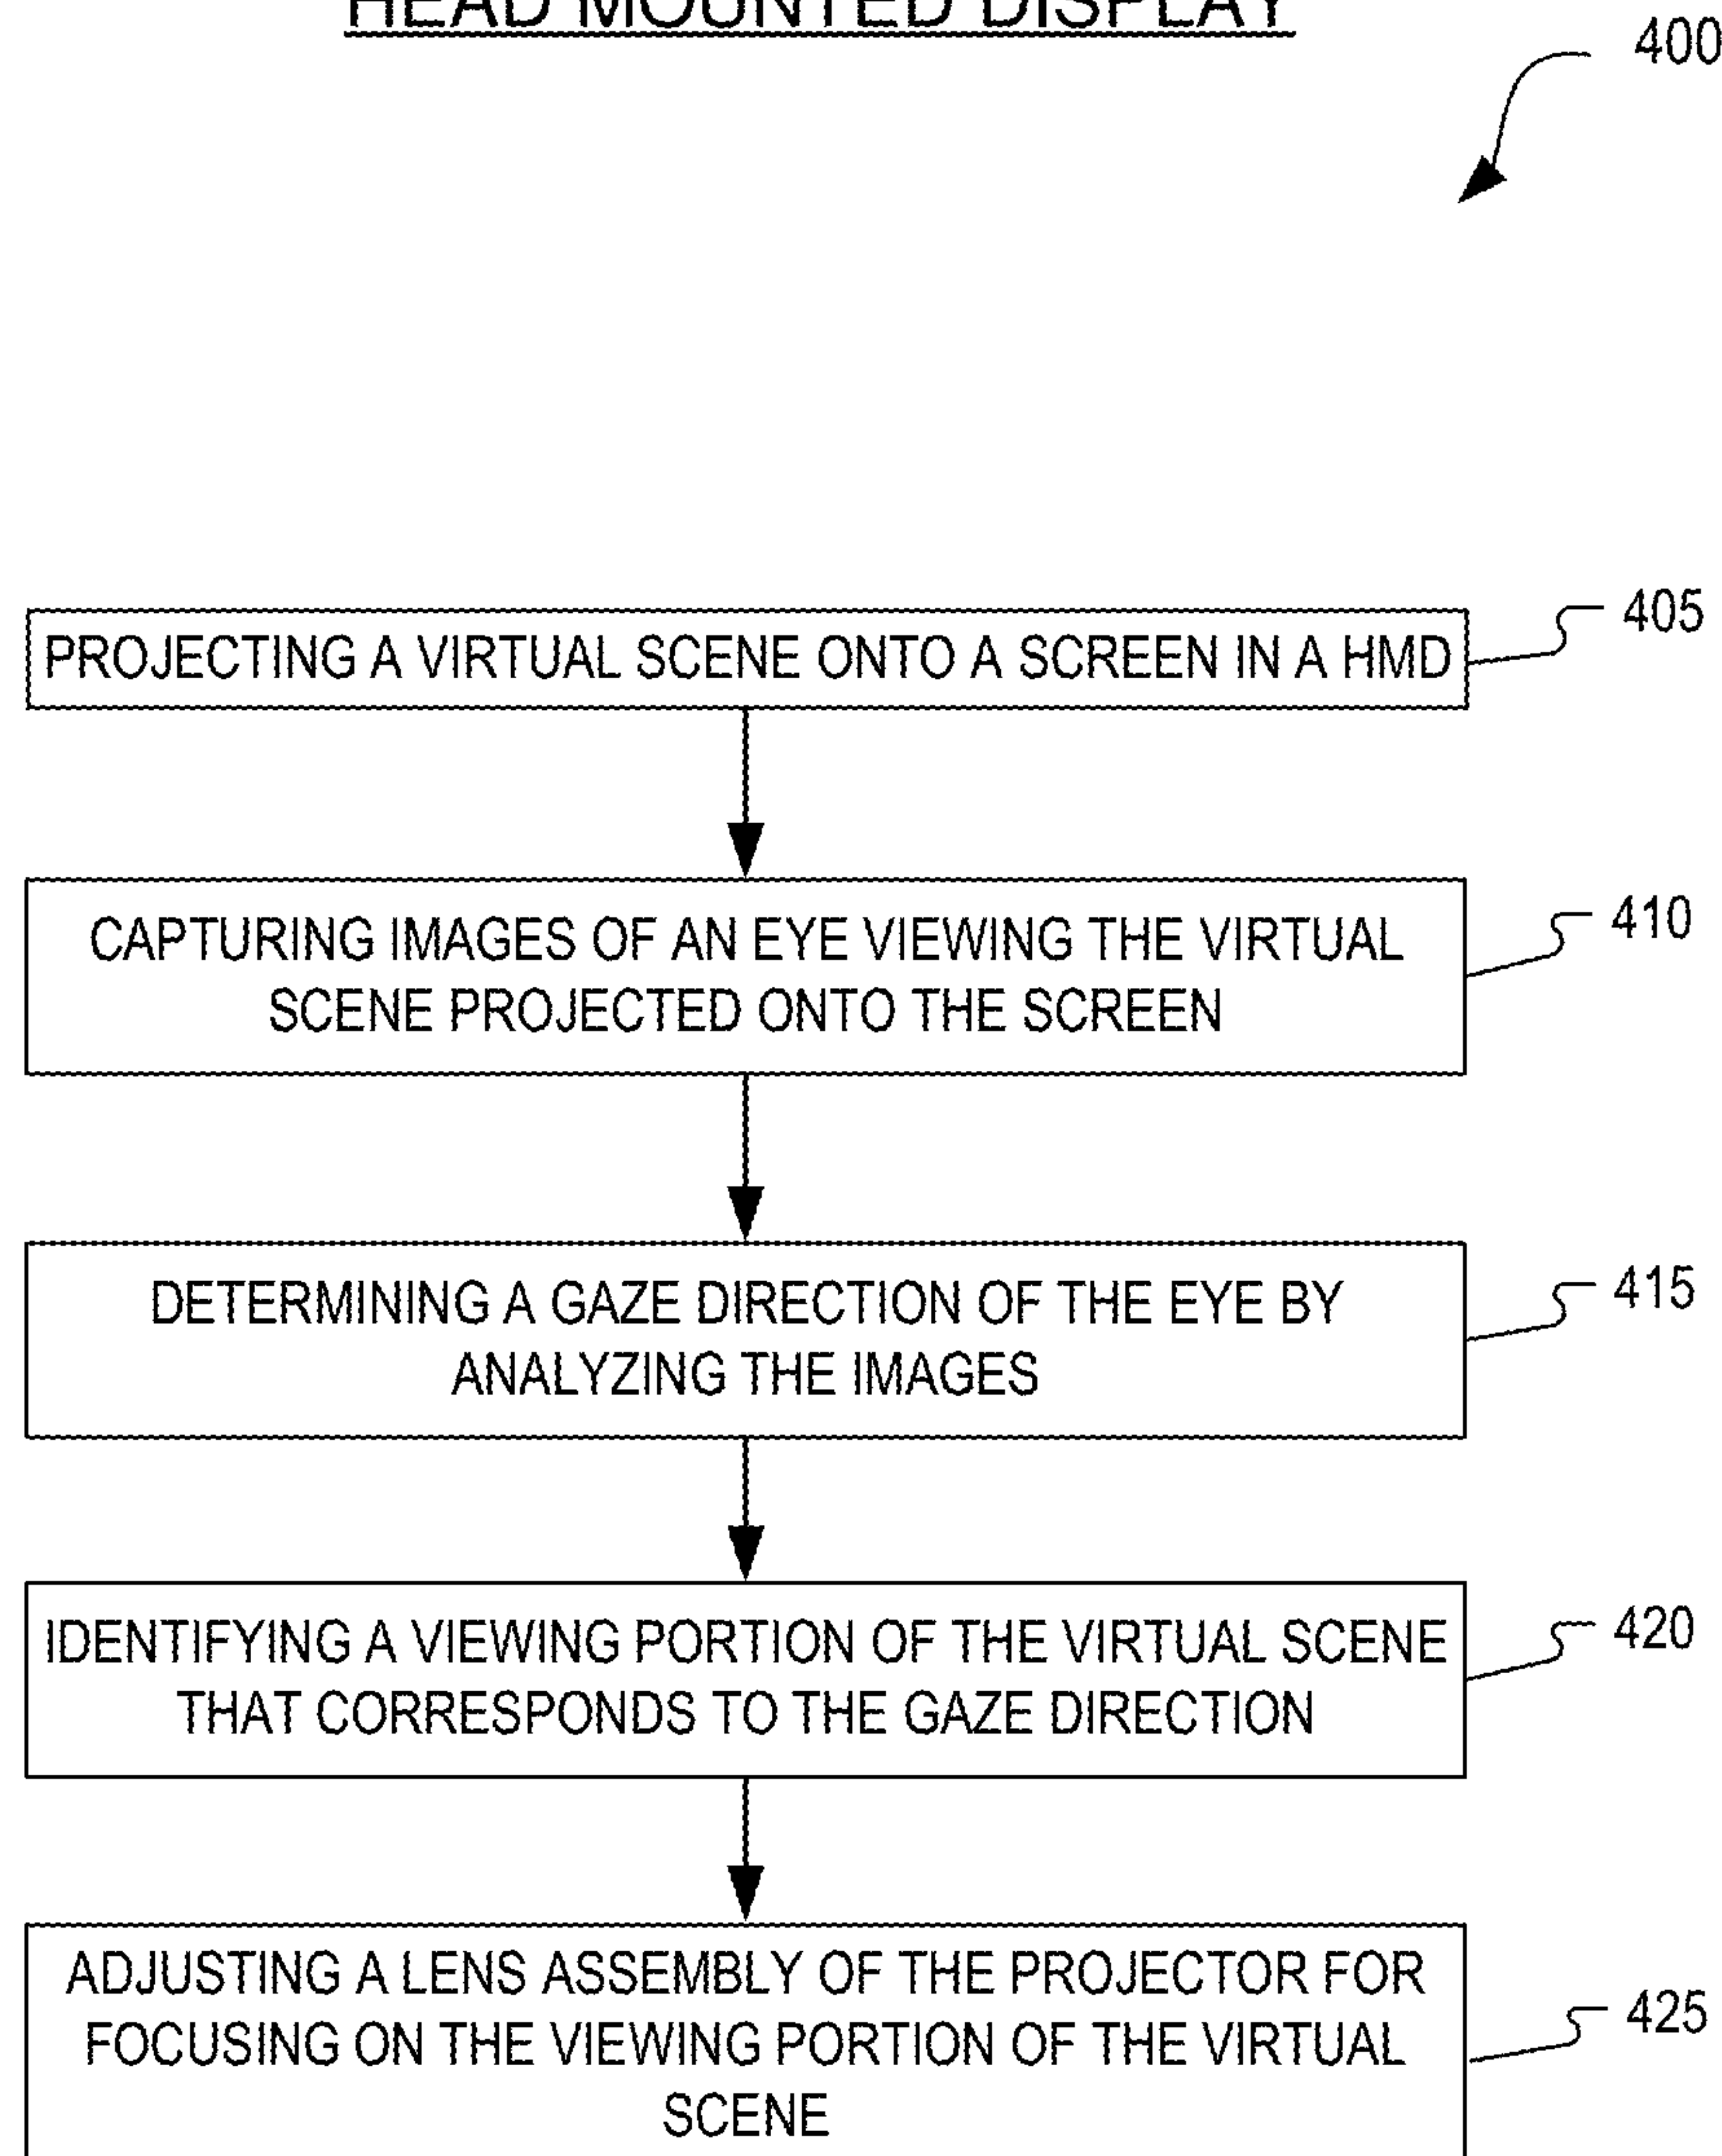 HEAD MOUNTED DISPLAY
400
PROJECTING A VIRTUAL SCENE ONTO A SCREEN IN A HMD
405
CAPTURING IMAGES OF AN EYE VIEWING THE VIRTUAL
SCENE PROJECTED ONTO THE SCREEN
410
DETERMINING A GAZE DIRECTION OF THE EYE BY
ANALYZING THE IMAGES
415
IDENTIFYING A VIEWING PORTION OF THE VIRTUAL SCENE
THAT CORRESPONDS TO THE GAZE DIRECTION
420
ADJUSTING A LENS ASSEMBLY OF THE PROJECTOR FOR
FOCUSING ON THE VIEWING PORTION OF THE VIRTUAL
SCENE
425